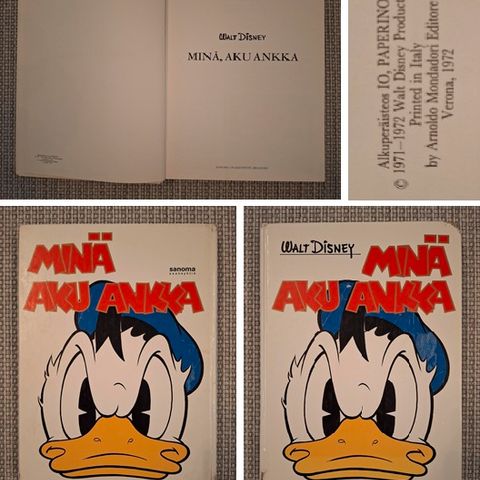 WALT DISNEY
MINÄ, AKU ANKKA
Alkuperäisteos IO, PAPERINO
© 1971-1972 Walt Disney Product
Printed in Italy
by Arnoldo Mondadori Editore
Verona, 1972
MINÄ
sanoma
AKU ANKKA
WALT DISNEY
MINÄ
AKU ANKKA